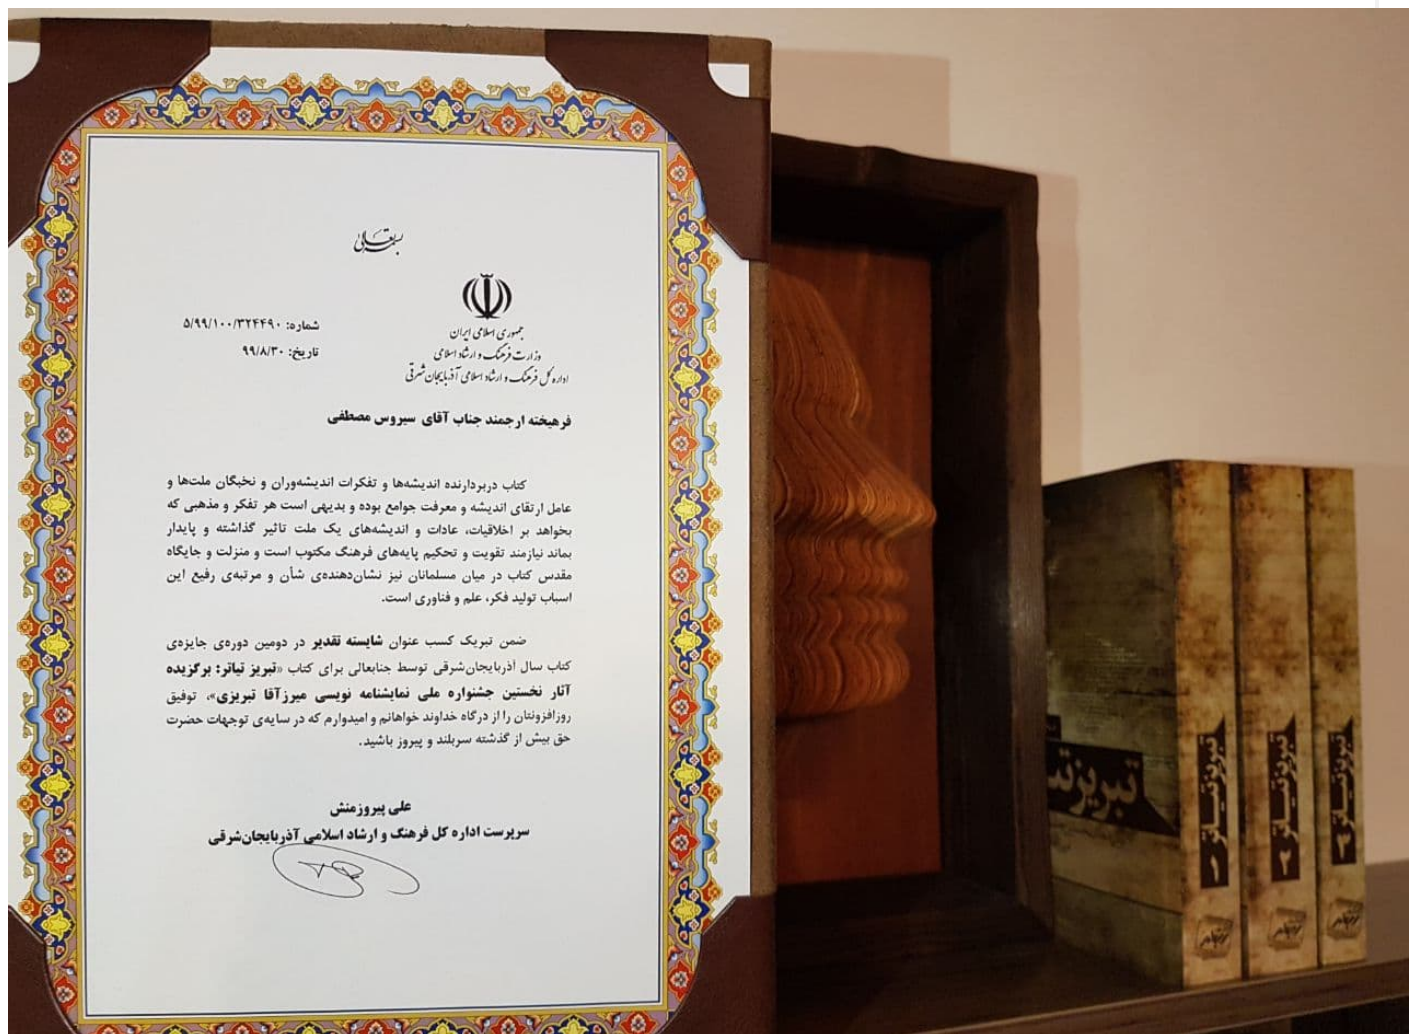 بسمه‌تعالی
جمهوری اسلامی ایران
وزارت فرهنگ و ارشاد اسلامی
اداره کل فرهنگ و ارشاد اسلامی آذربایجان شرقی
شماره: ۵/۹۹/۱۰۰/۳۲۴۴۹۰
تاریخ: ۹۹/۸/۳۰
فرهیخته ارجمند جناب آقای سیروس مصطفی
کتاب دربردارنده اندیشه‌ها و تفکرات اندیشه‌وران و نخبگان ملت‌ها و
عامل ارتقای اندیشه و معرفت جوامع بوده و بدیهی است هر تفکر و مذهبی که
بخواهد بر اخلاقیات، عادات و اندیشه‌های یک ملت تاثیر گذاشته و پایدار
بماند نیازمند تقویت و تحکیم پایه‌های فرهنگ مکتوب است و منزلت و جایگاه
مقدس کتاب در میان مسلمانان نیز نشان‌دهنده‌ی شأن و مرتبه‌ی رفیع این
اسباب تولید فکر، علم و فناوری است.
ضمن تبریک کسب عنوان شایسته تقدیر در دومین دوره‌ی جایزه‌ی
کتاب سال آذربایجان‌شرقی توسط جنابعالی برای کتاب «تبریز تیاتر: برگزیده
آثار نخستین جشنواره ملی نمایشنامه نویسی میرزآقا تبریزی»، توفیق
روزافزونتان را از درگاه خداوند خواهانم و امیدوارم که در سایه‌ی توجهات حضرت
حق بیش از گذشته سربلند و پیروز باشید.
علی پیروزمنش
سرپرست اداره کل فرهنگ و ارشاد اسلامی آذربایجان‌شرقی
تبریزتیـ
تبریزتیـاتر ۱
تبریزتیـاتر ۲
تبریزتیـاتر ۳